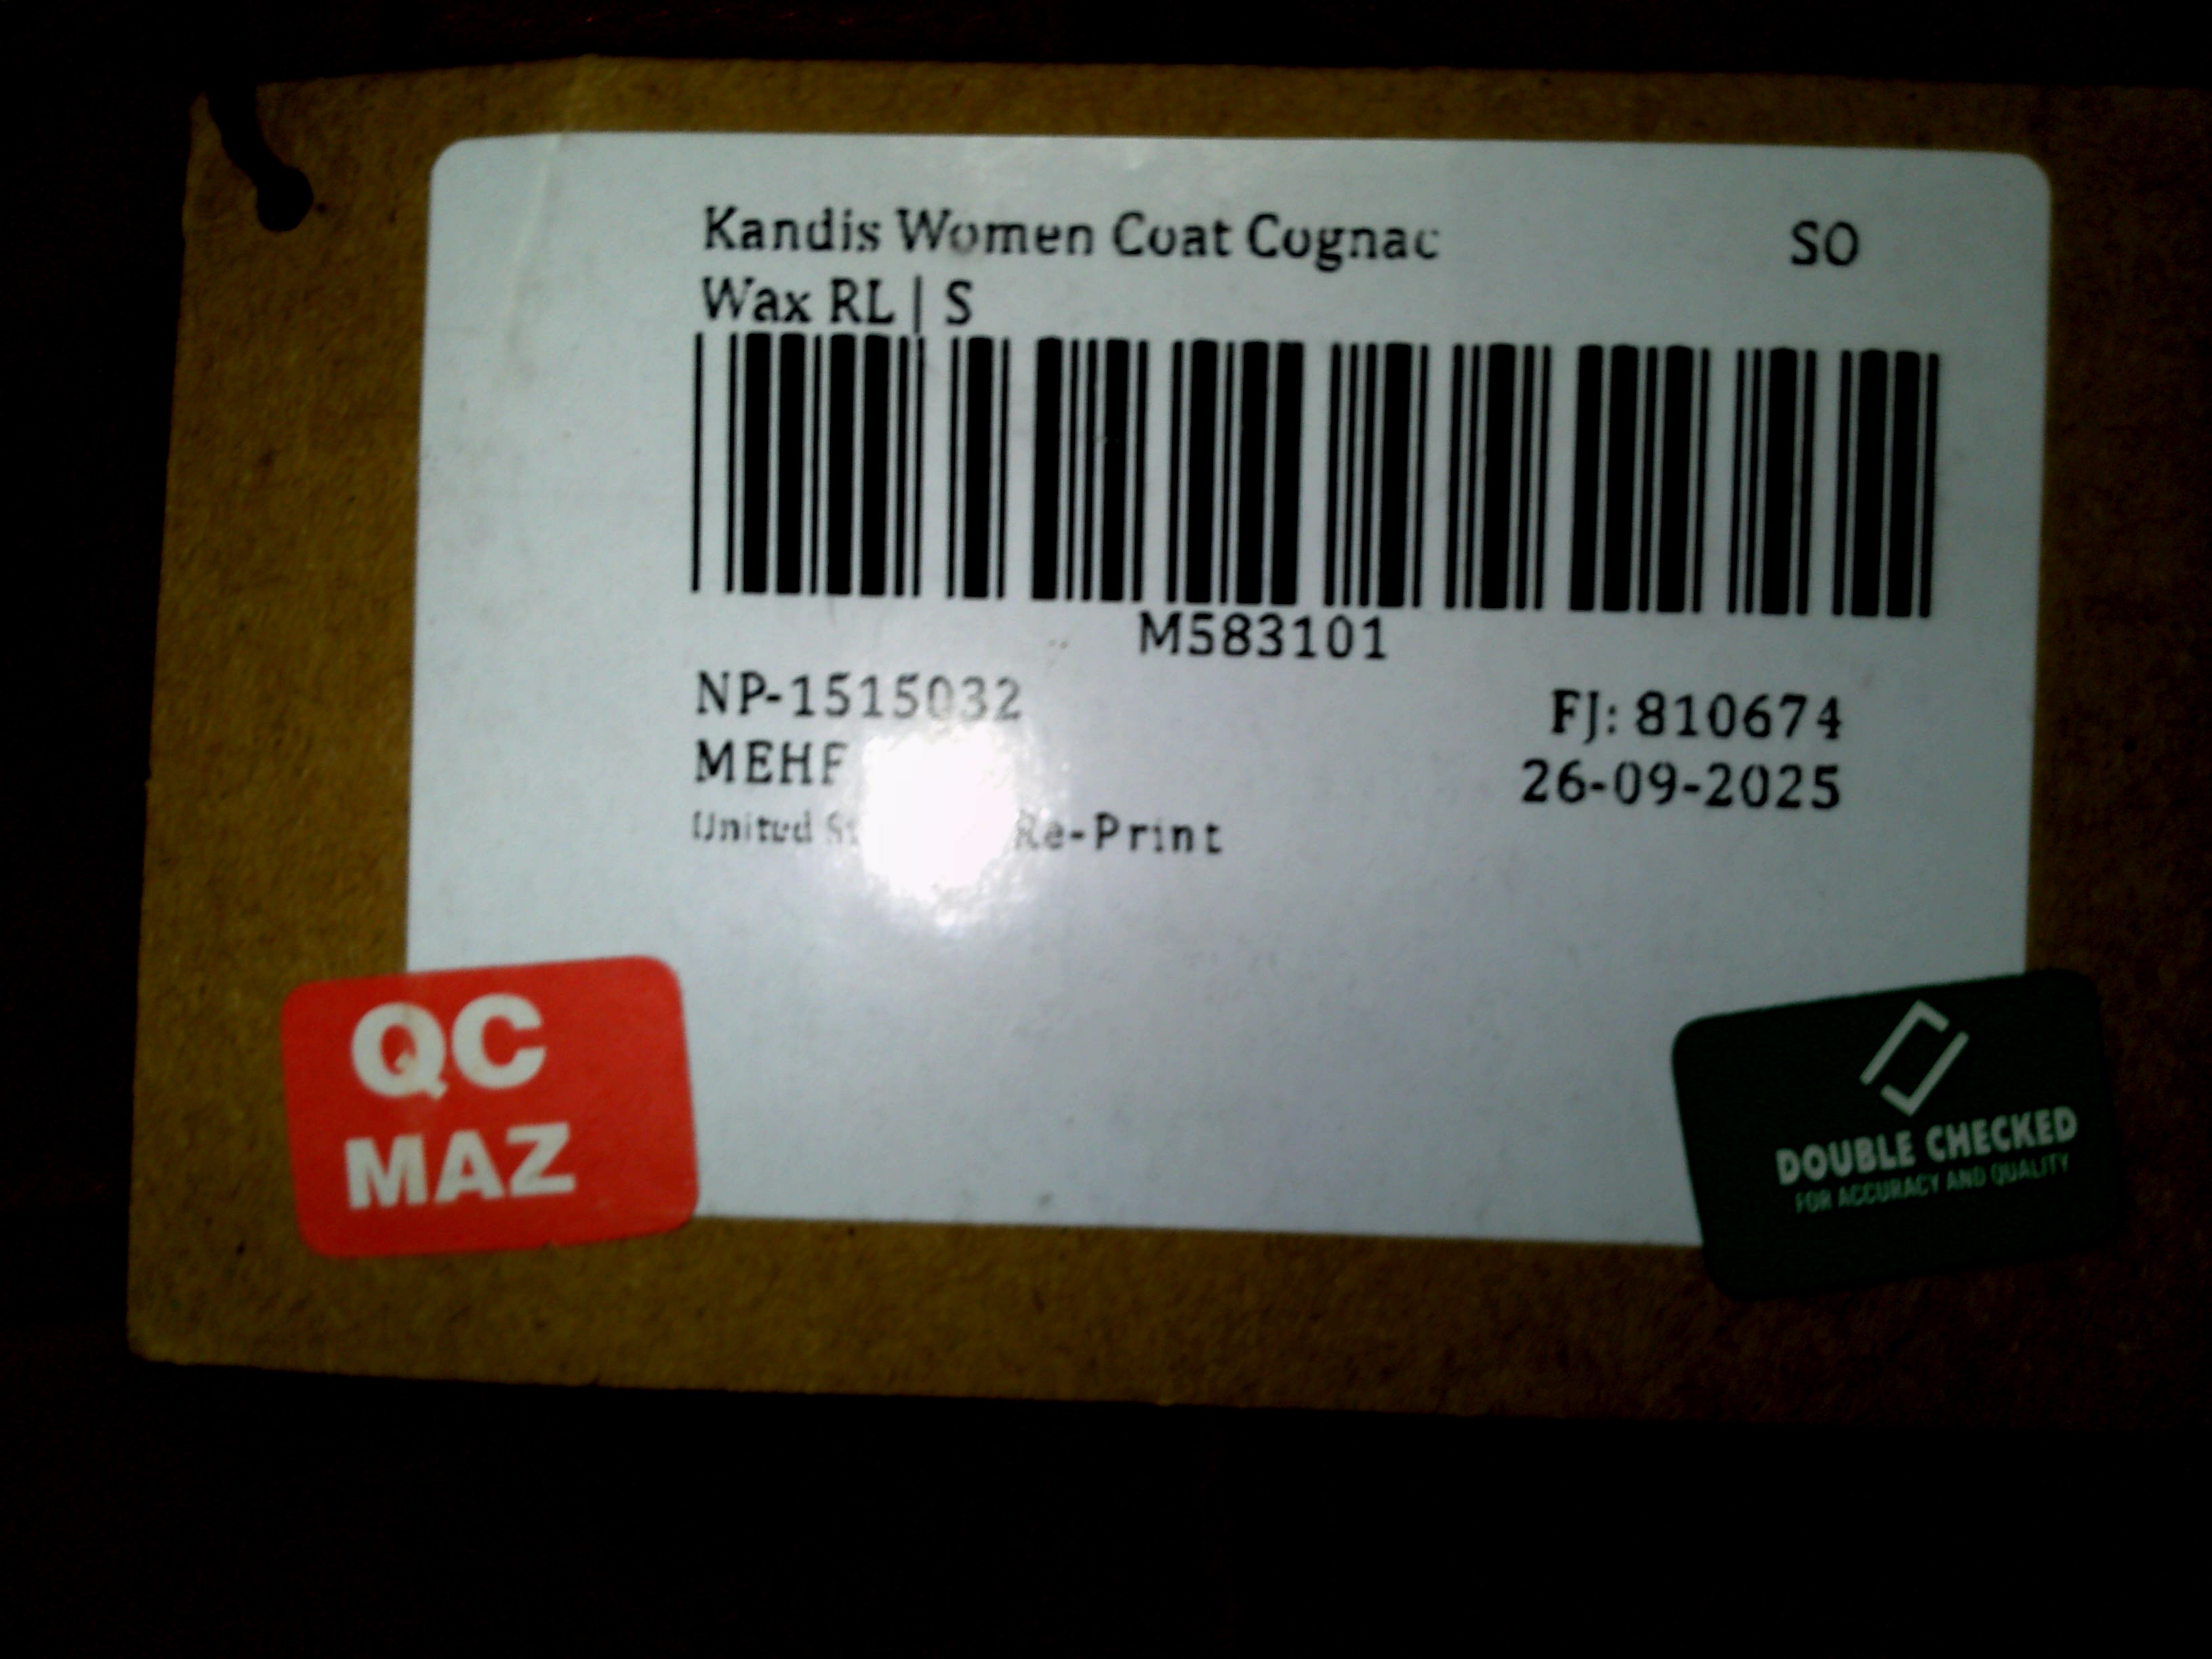 Kandis Women Coat Cognac SO
Wax RL | S
M583101
NP-1515032 FJ: 810674
26-09-2025
United Re-Print
QC
MAZ
DOUBLE CHECKED
FOR ACCURACY AND QUALITY